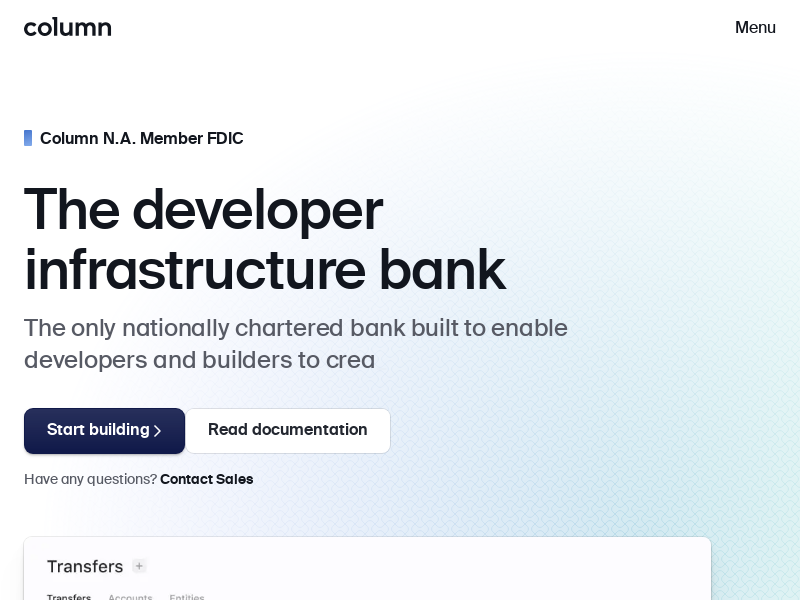 column
Menu
Column N.A. Member FDIC
The developer
infrastructure bank
The only nationally chartered bank built to enable
developers and builders to crea
Start building
Read documentation
Have any questions? Contact Sales
Transfers +
Transfers Accounts Entities